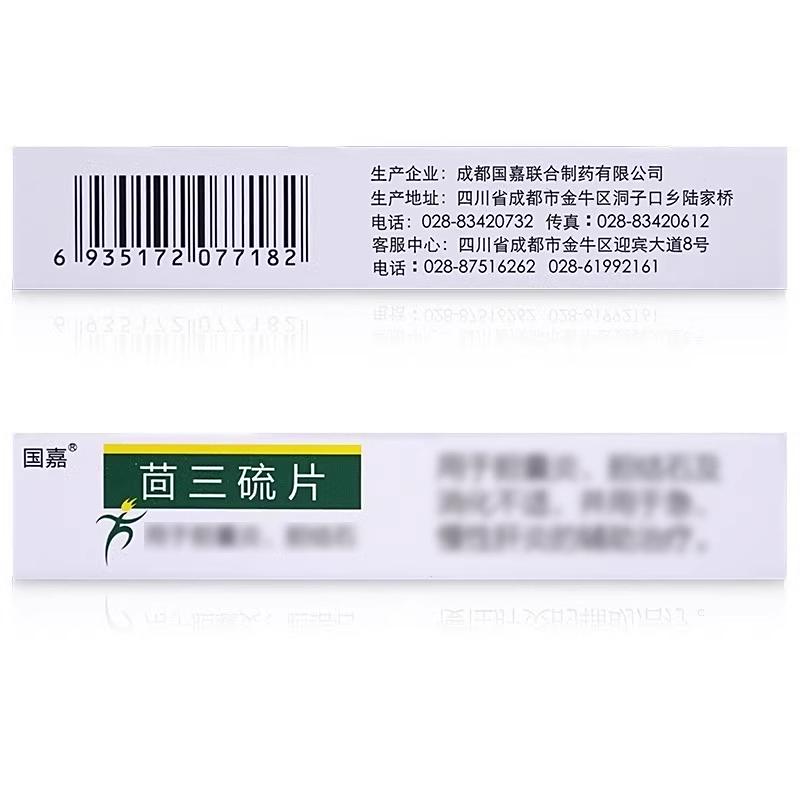 生产企业：成都国嘉联合制药有限公司
生产地址：四川省成都市金牛区洞子口乡陆家桥
电话：028-83420732 传真：028-83420612
客服中心：四川省成都市金牛区迎宾大道8号
电话：028-87516262 028-61992161
6 935172 077182
国嘉®
茴三硫片